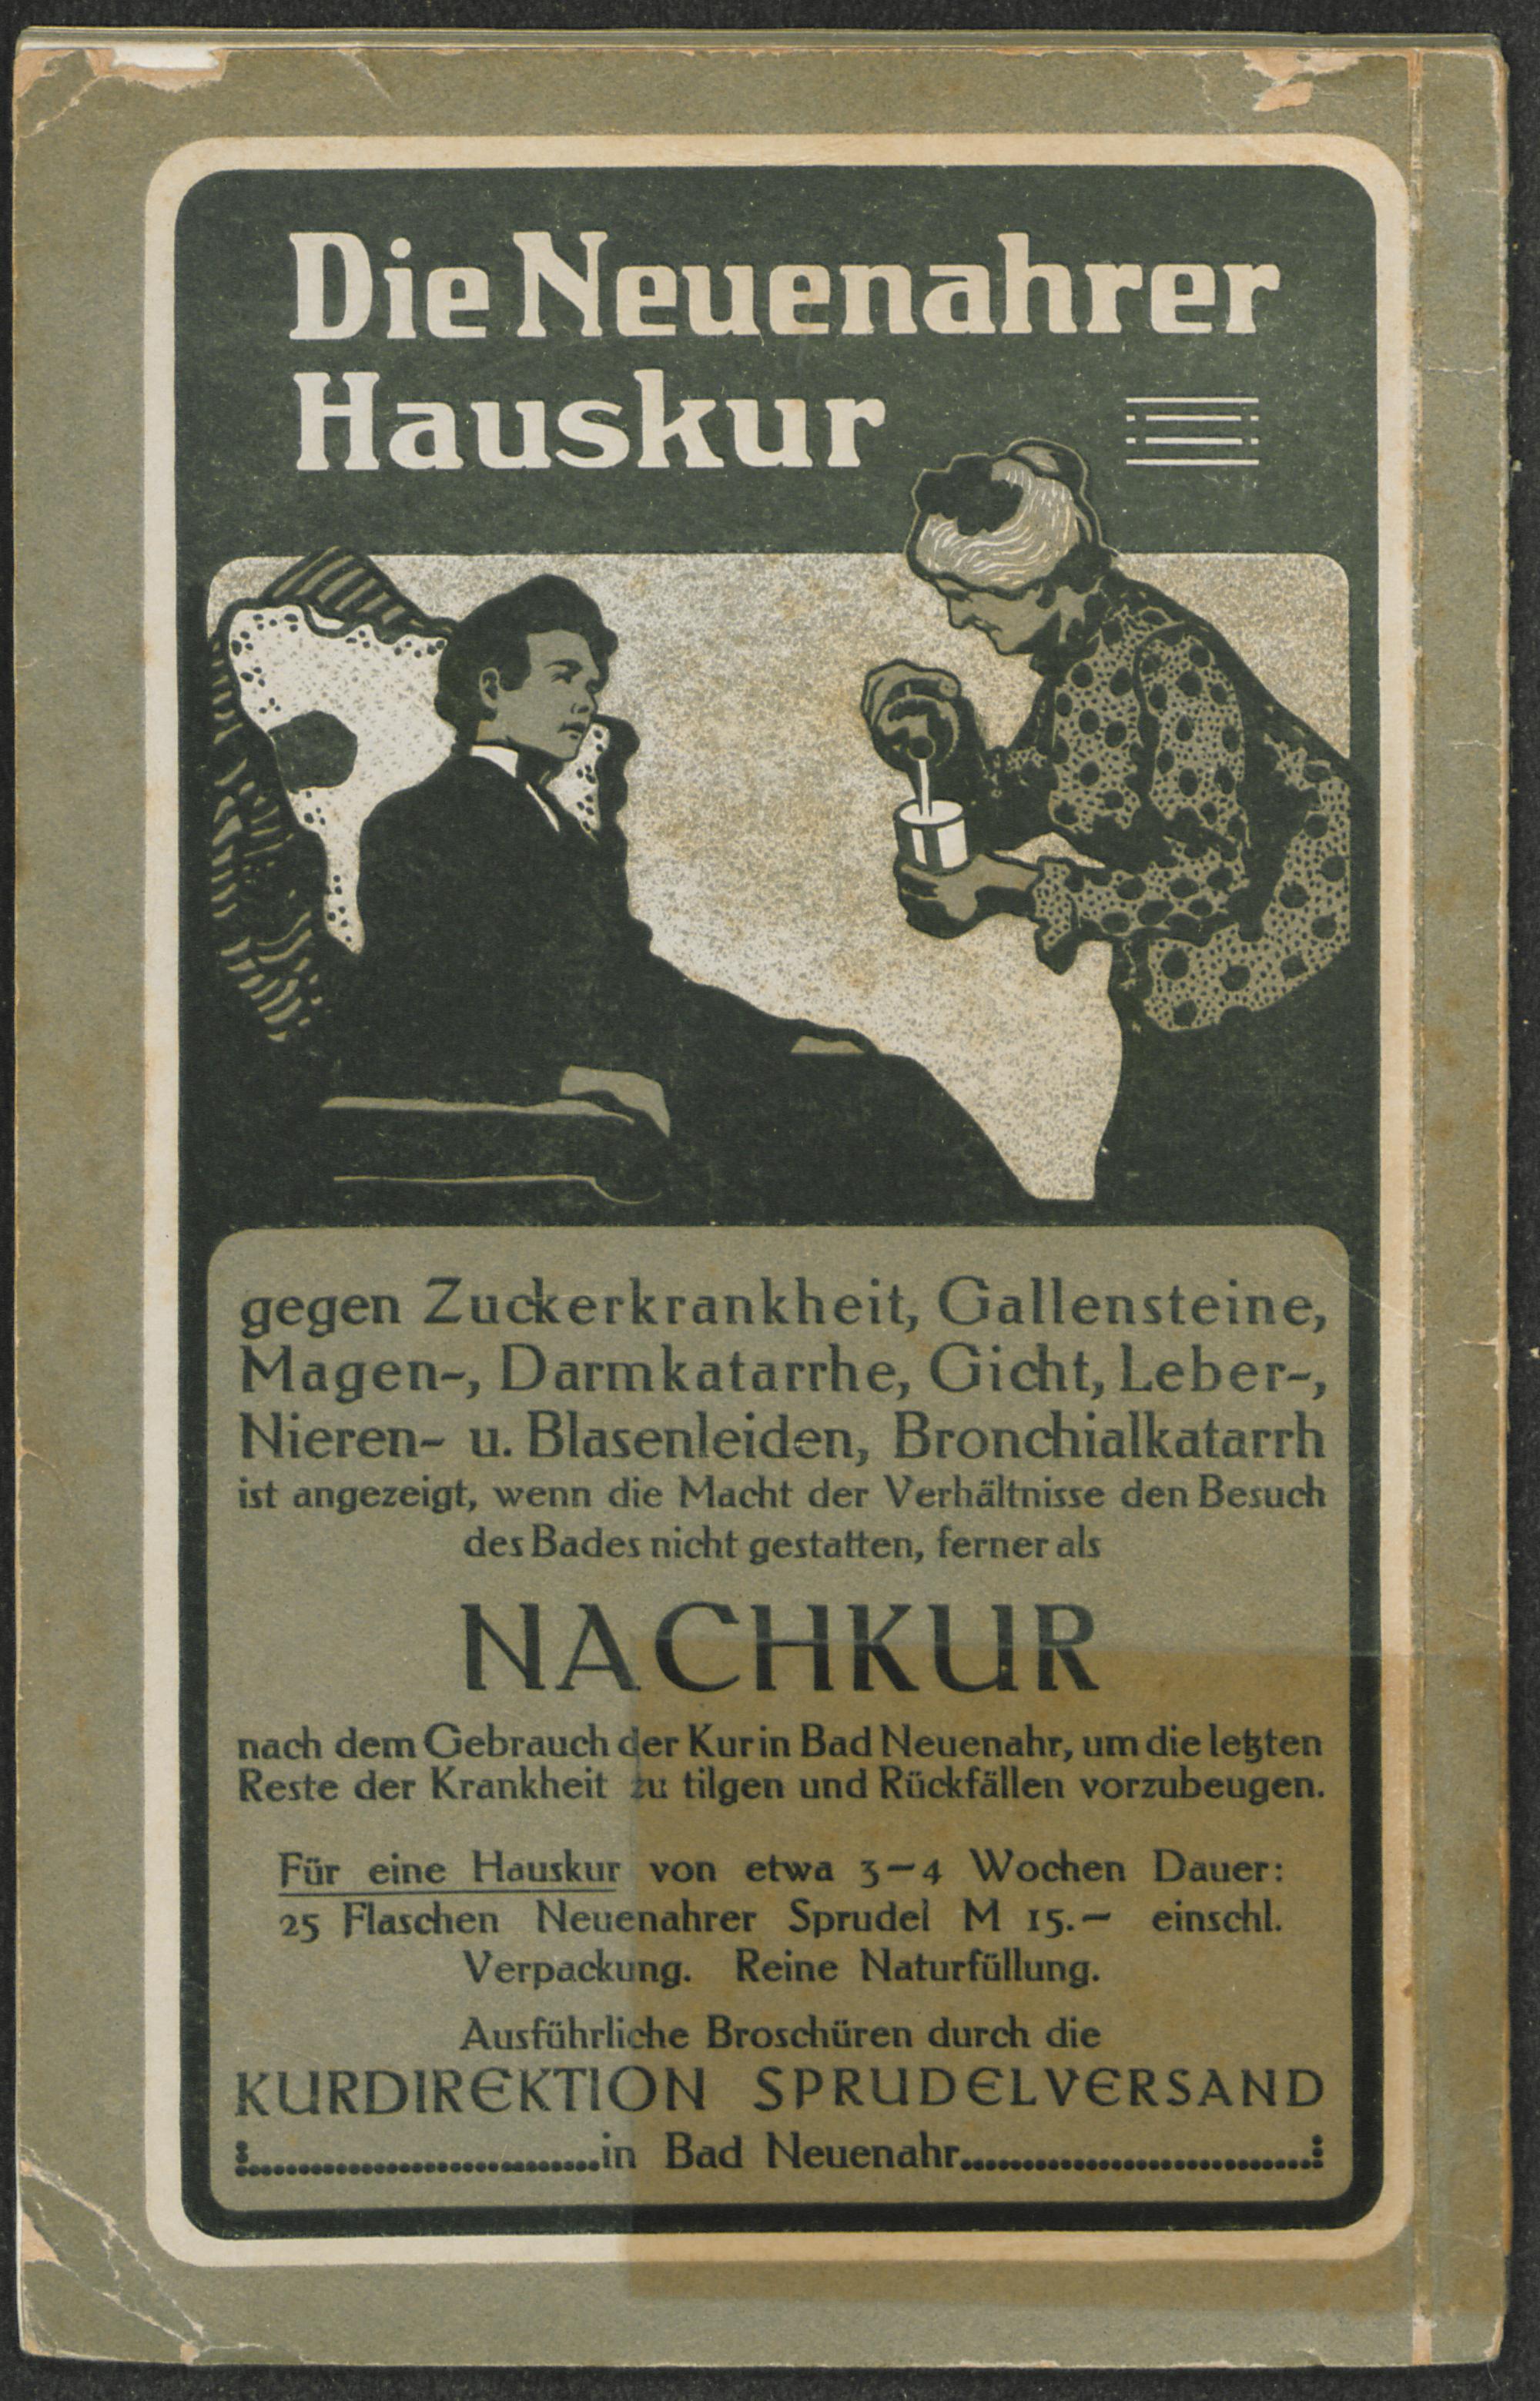 Die Neuenahrer
Hauskur
gegen Zuckerkrankheit, Gallensteine,
Magen-, Darmkatarrhe, Gicht, Leber-,
Nieren- u. Blasenleiden, Bronchialkatarrh
ist angezeigt, wenn die Macht der Verhältnisse den Besuch
des Bades nicht gestatten, ferner als
NACHKUR
nach dem Gebrauch der Kur in Bad Neuenahr, um die letzten
Reste der Krankheit zu tilgen und Rückfällen vorzubeugen.
Für eine Hauskur von etwa 3–4 Wochen Dauer:
25 Flaschen Neuenahrer Sprudel M 15.– einschl.
Verpackung. Reine Naturfüllung.
Ausführliche Broschüren durch die
KURDIREKTION SPRUDELVERSAND
in Bad Neuenahr